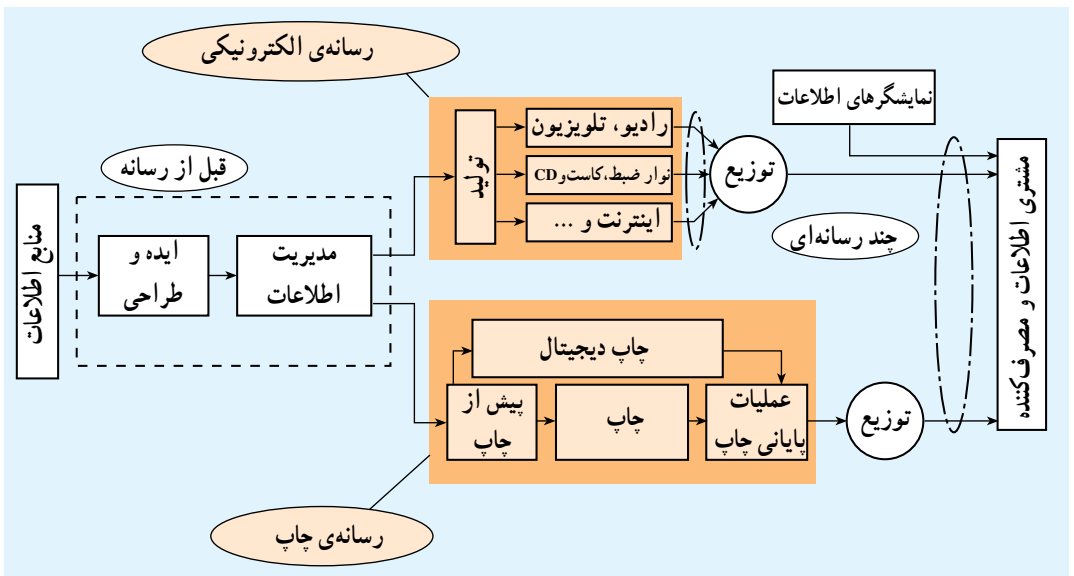 رسانه‌ی الکترونیکی
نمایشگرهای اطلاعات
رادیو، تلویزیون
تولید
نوار ضبط، کاست و CD
اینترنت و ...
توزیع
قبل از رسانه
منابع اطلاعات
ایده و
طراحی
مدیریت
اطلاعات
چند رسانه‌ای
مشتری اطلاعات و مصرف‌کننده
چاپ دیجیتال
پیش از
چاپ
چاپ
عملیات
پایانی چاپ
توزیع
رسانه‌ی چاپ